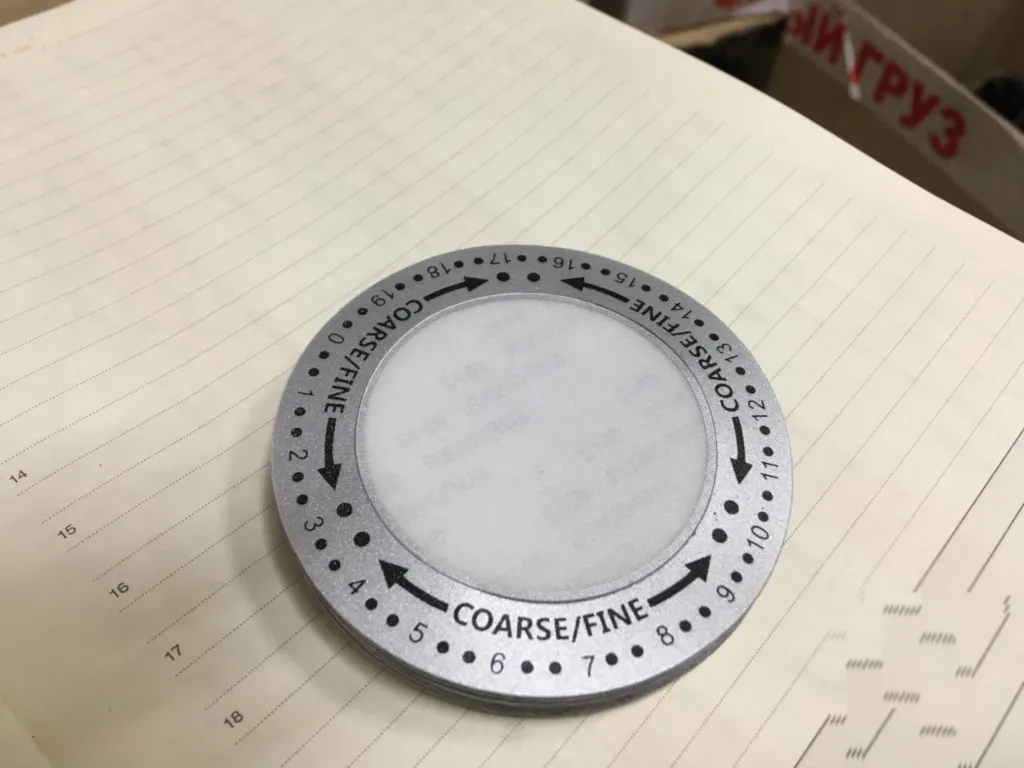 ЫЙ ГРУЗ
0 1 2 3 4 5 6 7 8 9 10 11 12 13 14 15 16 17 18 19
COARSE/FINE
COARSE/FINE
COARSE/FINE
14
15
16
17
18